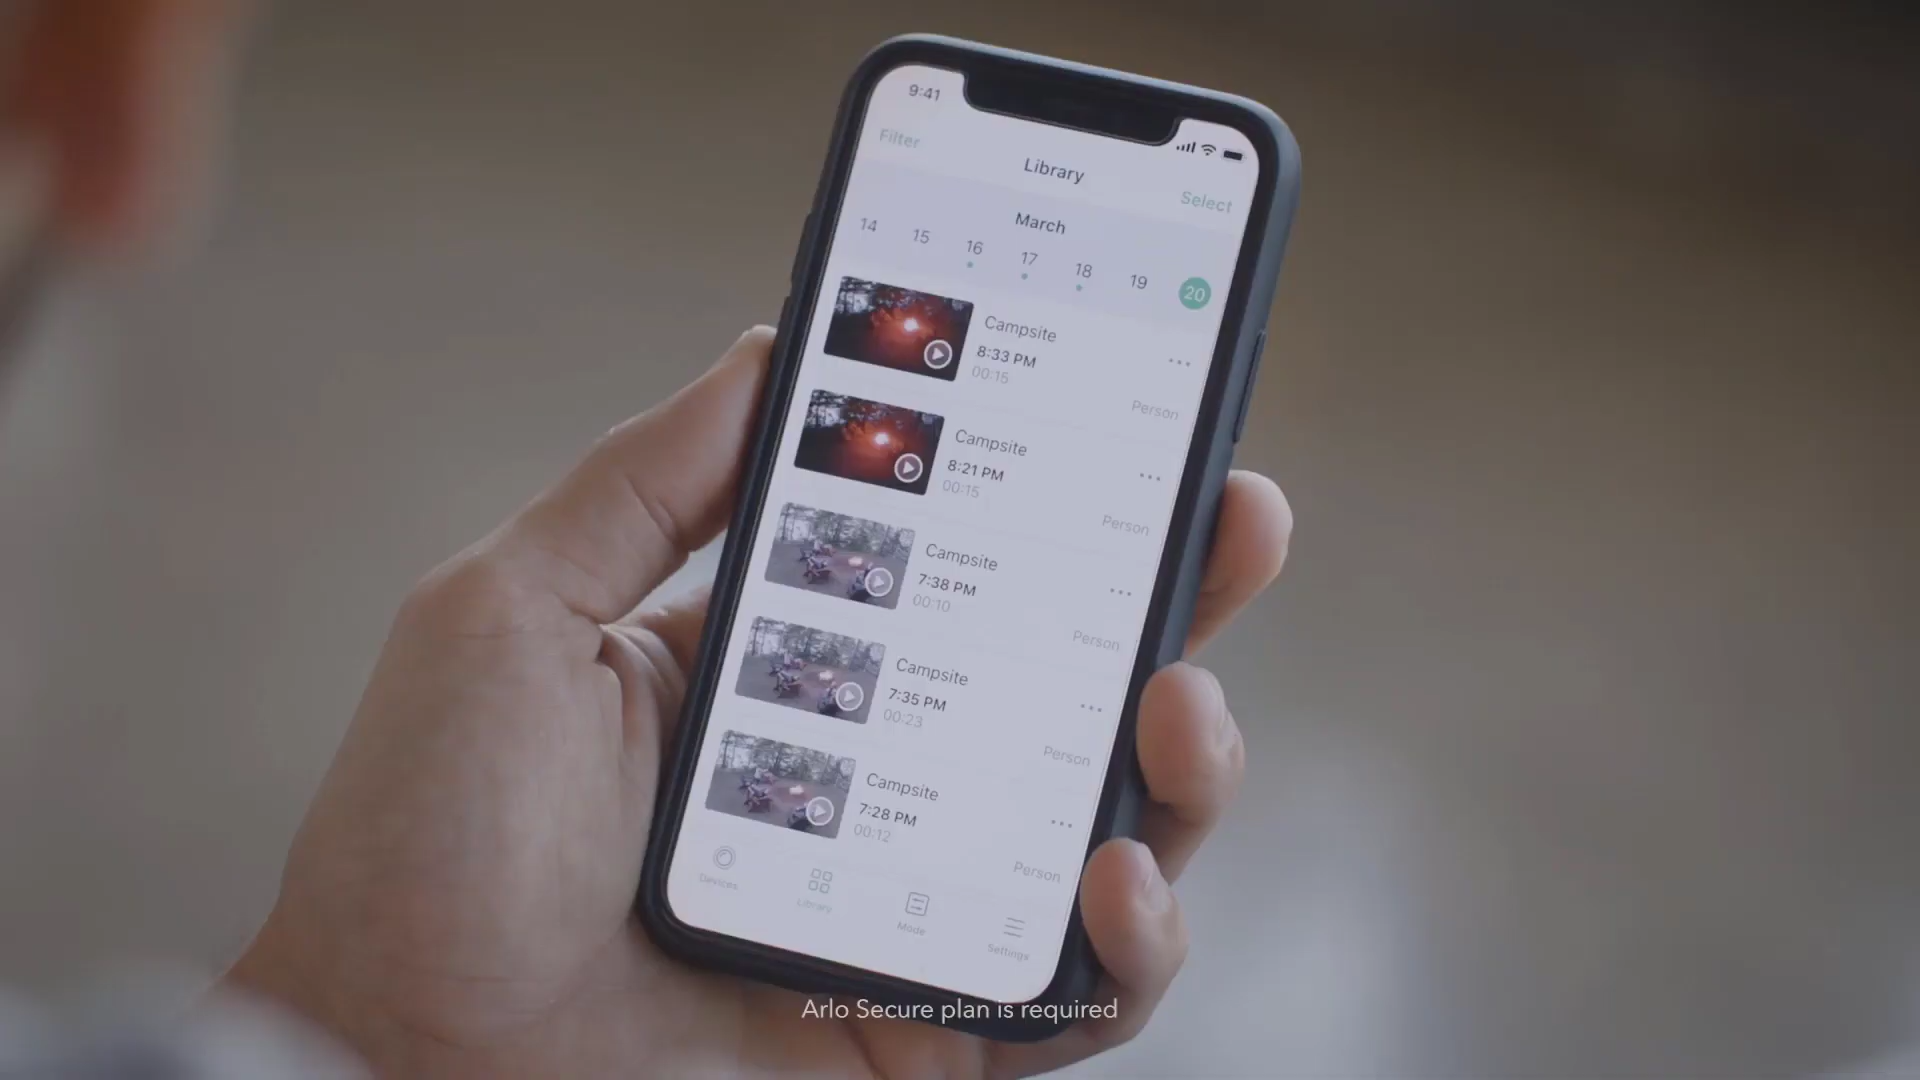 9:41
Filter
Library
Select
March
14 15 16 17 18 19 20
Campsite
8:33 PM
00:15
Person
Campsite
8:21 PM
00:15
Person
Campsite
7:38 PM
00:10
Person
Campsite
7:35 PM
00:23
Person
Campsite
7:28 PM
00:12
Person
Devices
Library
Mode
Settings
Arlo Secure plan is required